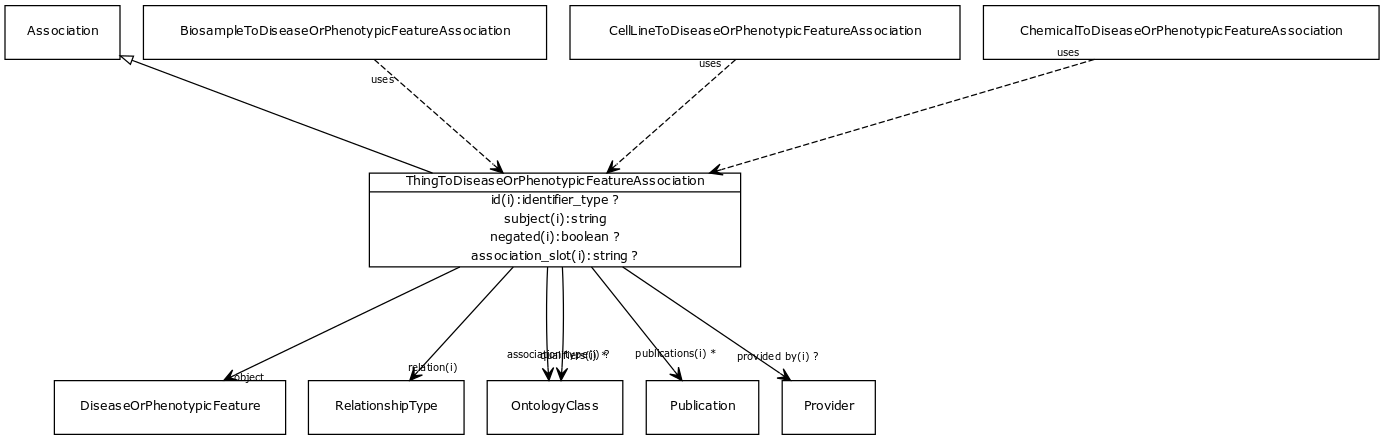 Association
BiosampleToDiseaseOrPhenotypicFeatureAssociation
CellLineToDiseaseOrPhenotypicFeatureAssociation
ChemicalToDiseaseOrPhenotypicFeatureAssociation
uses
uses
uses
ThingToDiseaseOrPhenotypicFeatureAssociation
id(i):identifier_type ?
subject(i):string
negated(i):boolean ?
association_slot(i):string ?
object
relation(i)
association type(i) ?
qualifiers(i) *
publications(i) *
provided by(i) ?
DiseaseOrPhenotypicFeature
RelationshipType
OntologyClass
Publication
Provider